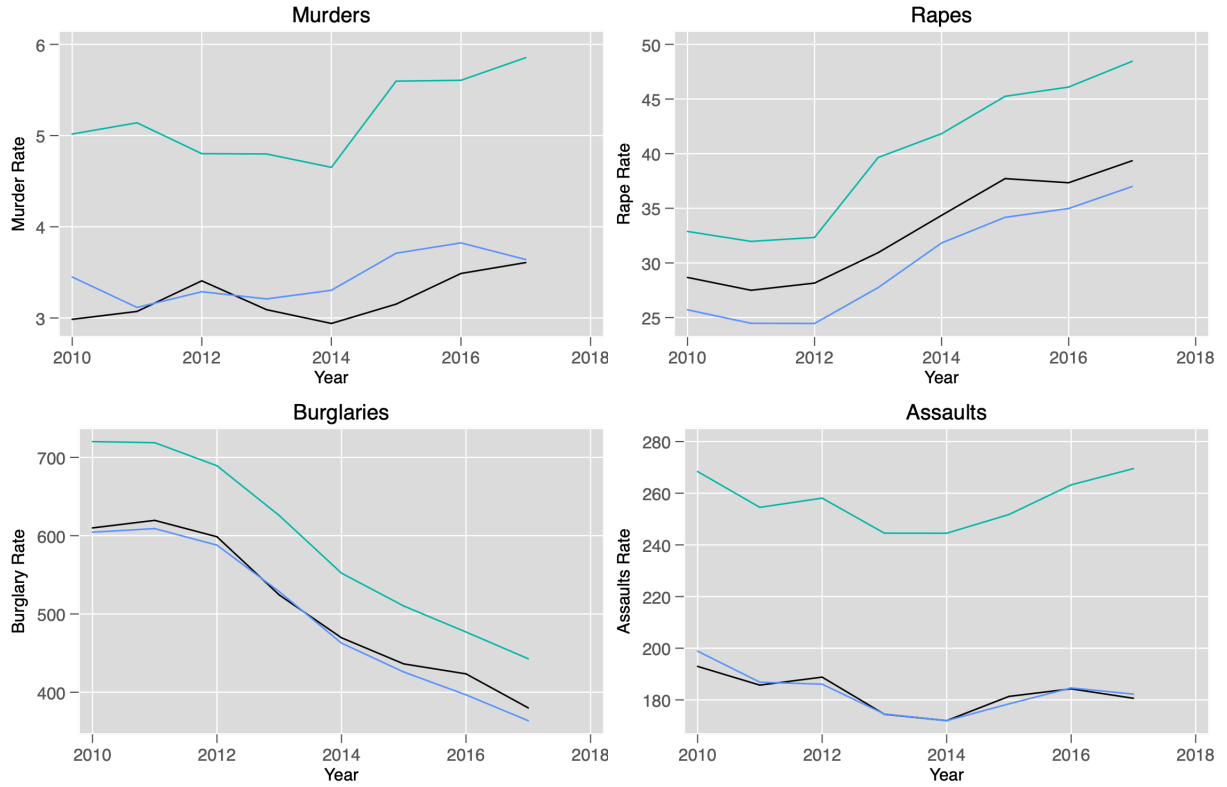 Murders
6
5
4
3
Murder Rate
2010 2012 2014 2016 2018
Year
Rapes
50
45
40
35
30
25
Rape Rate
2010 2012 2014 2016 2018
Year
Burglaries
700
600
500
400
Burglary Rate
2010 2012 2014 2016 2018
Year
Assaults
280
260
240
220
200
180
Assaults Rate
2010 2012 2014 2016 2018
Year